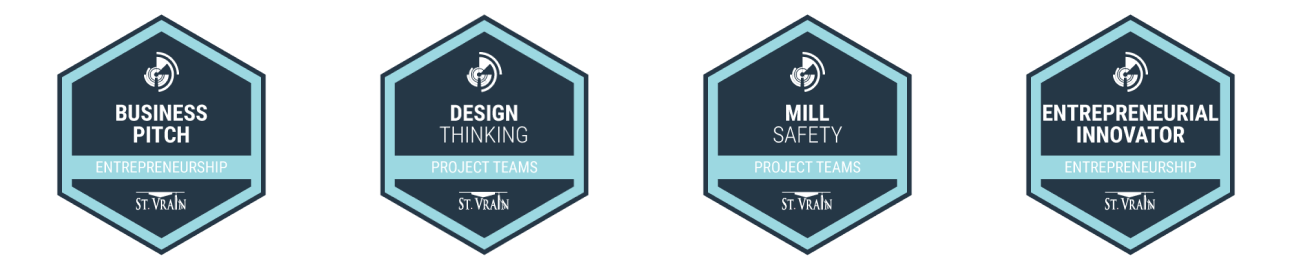 BUSINESS
PITCH
ENTREPRENEURSHIP
ST. VRAIN
DESIGN
THINKING
PROJECT TEAMS
ST. VRAIN
MILL
SAFETY
PROJECT TEAMS
ST. VRAIN
ENTREPRENEURIAL
INNOVATOR
ENTREPRENEURSHIP
ST. VRAIN